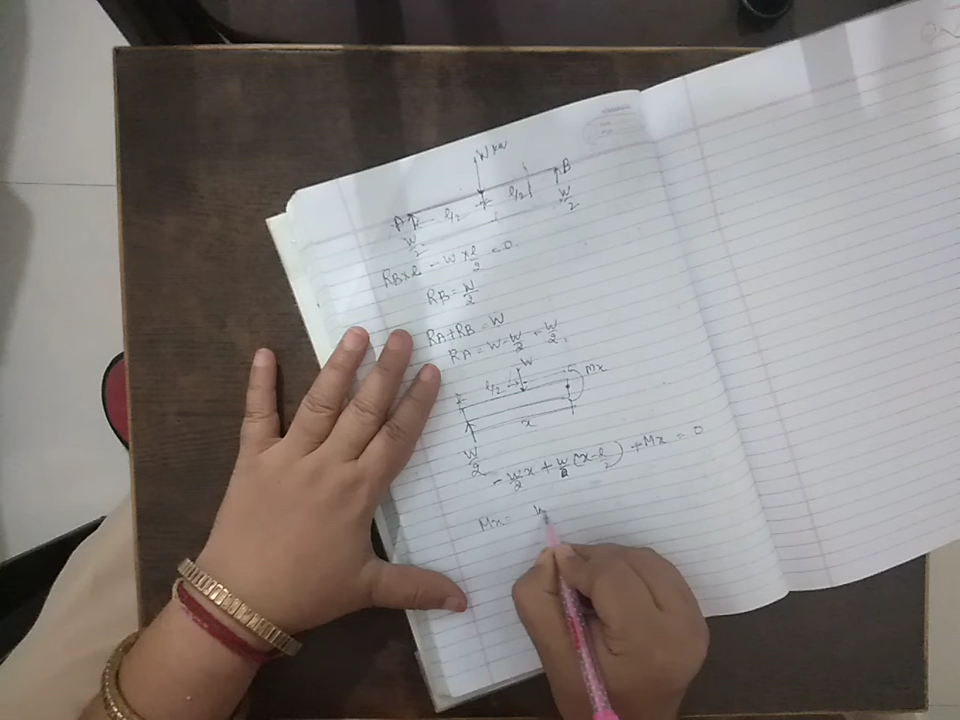 W KN
A l/2 l/2 B
W/2 l W/2
RB×l - W×l/2 = 0
RB = W/2
RA+RB = W
RA = W-W/2 = W/2
l/2 W Mx
x
W/2
- W/2 x + W (x-l/2) + Mx = 0
Mx =